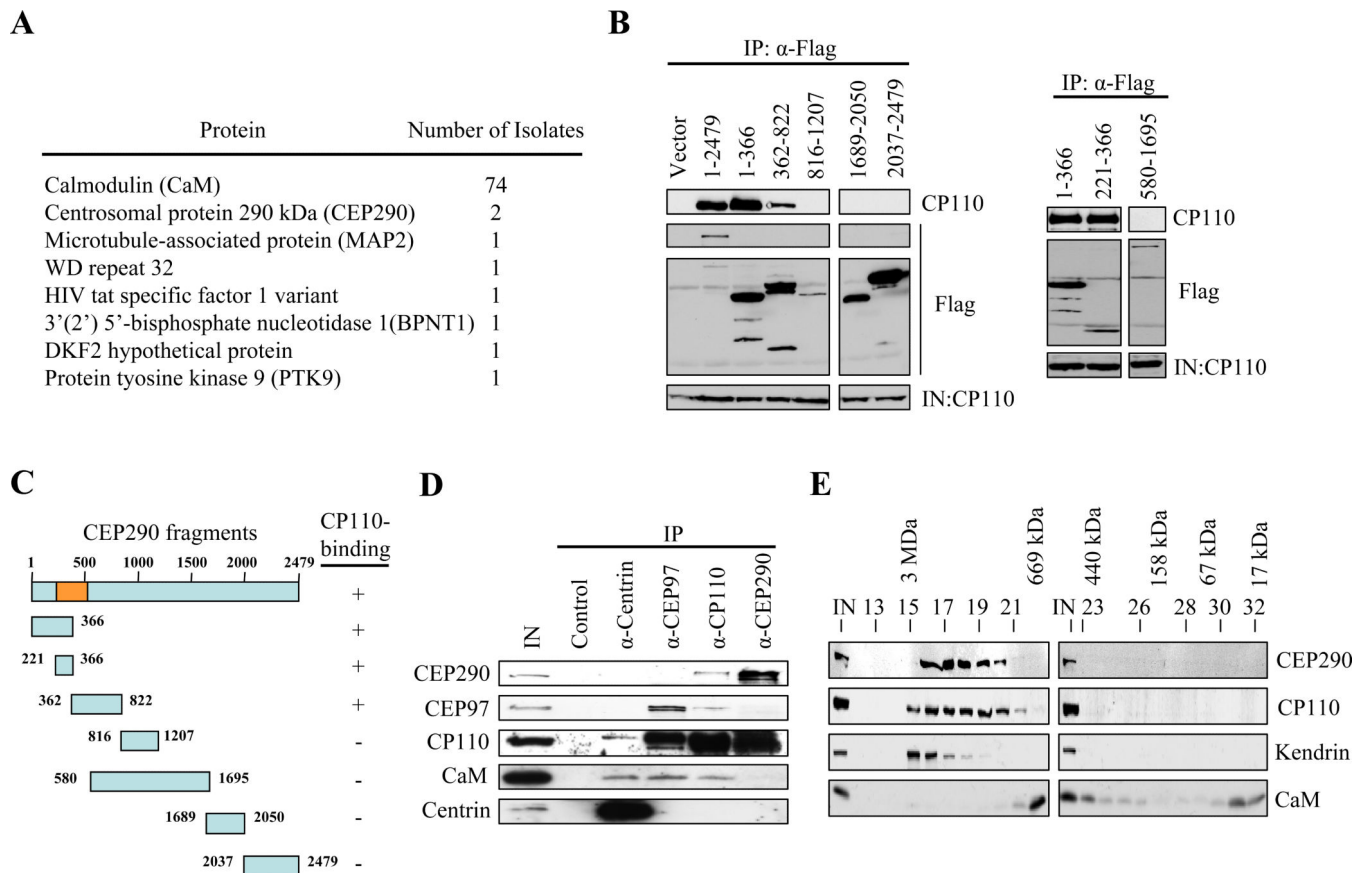 A
Protein Number of Isolates
Calmodulin (CaM) 74
Centrosomal protein 290 kDa (CEP290) 2
Microtubule-associated protein (MAP2) 1
WD repeat 32 1
HIV tat specific factor 1 variant 1
3’(2’) 5’-bisphosphate nucleotidase 1(BPNT1) 1
DKF2 hypothetical protein 1
Protein tyosine kinase 9 (PTK9) 1
B
IP: α-Flag
Vector
1-2479
1-366
362-822
816-1207
1689-2050
2037-2479
CP110
Flag
IN:CP110
IP: α-Flag
1-366
221-366
580-1695
CP110
Flag
IN:CP110
C
CEP290 fragments
CP110-
binding
1 500 1000 1500 2000 2479
+
366 +
221 366 +
362 822 +
816 1207 -
580 1695 -
1689 2050 -
2037 2479 -
D
IP
IN
Control
α-Centrin
α-CEP97
α-CP110
α-CEP290
CEP290
CEP97
CP110
CaM
Centrin
E
3 MDa
669 kDa
440 kDa
158 kDa
67 kDa
17 kDa
IN 13 15 17 19 21 IN 23 26 28 30 32
CEP290
CP110
Kendrin
CaM